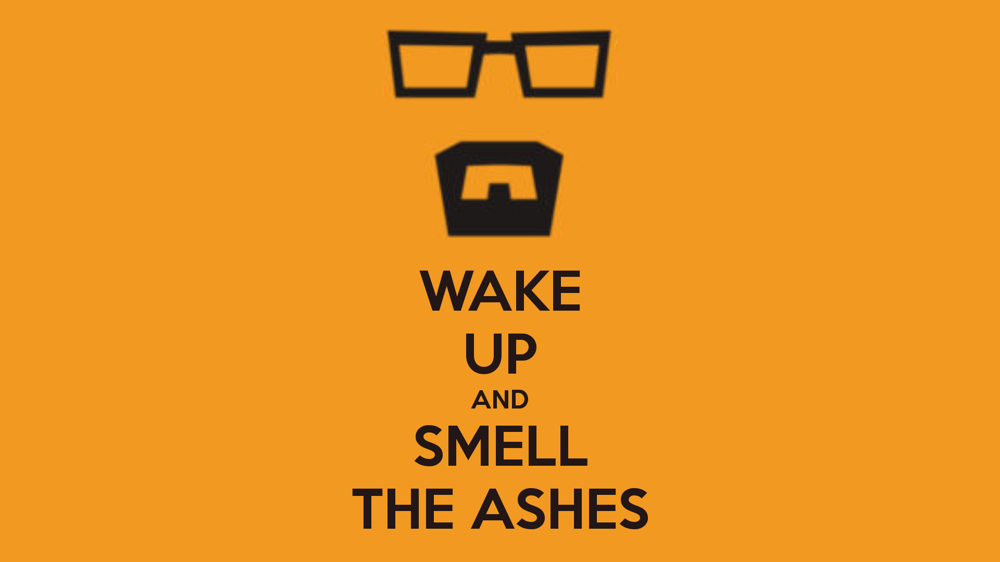 WAKE
UP
AND
SMELL
THE ASHES